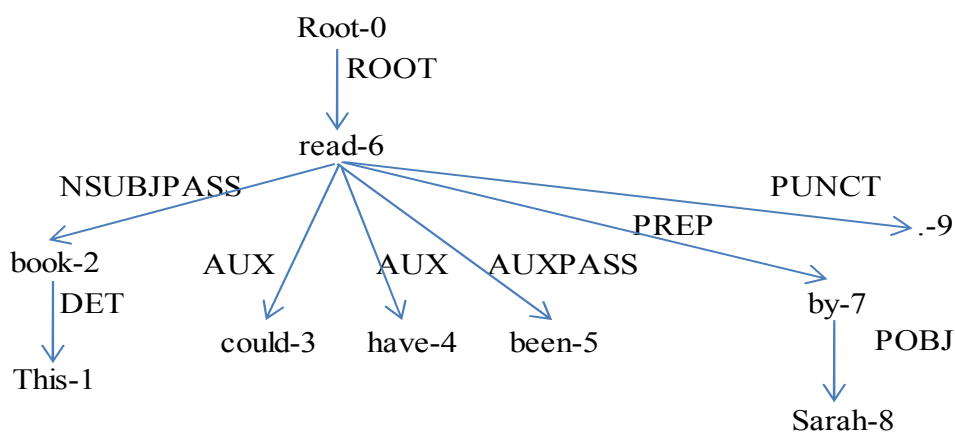 Root-0
ROOT
read-6
NSUBJPASS
PUNCT
PREP
.-9
book-2
AUX
AUX
AUXPASS
DET
by-7
could-3
have-4
been-5
POBJ
This-1
Sarah-8